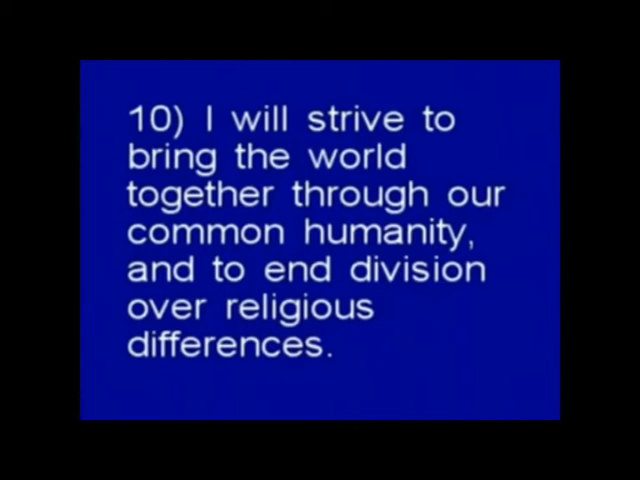 10) I will strive to
bring the world
together through our
common humanity,
and to end division
over religious
differences.